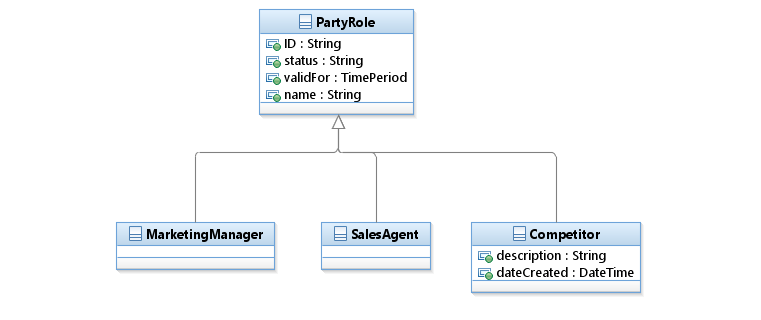 PartyRole
ID : String
status : String
validFor : TimePeriod
name : String
MarketingManager
SalesAgent
Competitor
description : String
dateCreated : DateTime